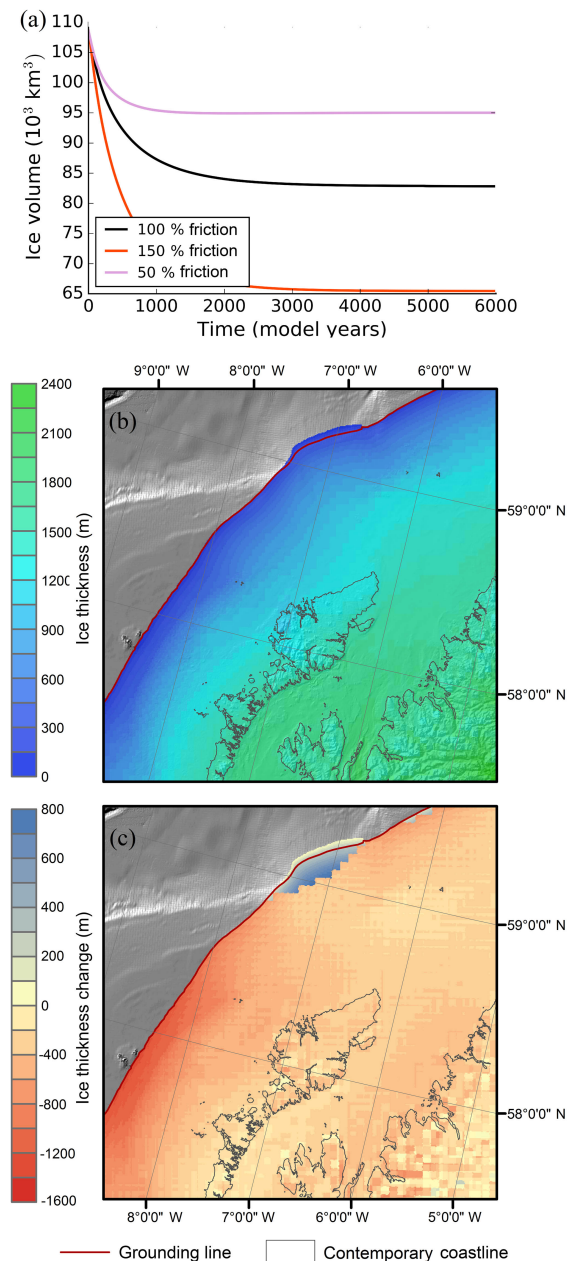 (a)
110
105
100
95
90
85
80
75
70
65
Ice volume (10³ km³)
100 % friction
150 % friction
50 % friction
0 1000 2000 3000 4000 5000 6000
Time (model years)
9°0'0" W 8°0'0" W 7°0'0" W 6°0'0" W
(b)
2400
2100
1800
1500
1200
900
600
300
0
Ice thickness (m)
59°0'0" N
58°0'0" N
(c)
800
600
400
200
0
-400
-800
-1200
-1600
Ice thickness change (m)
59°0'0" N
58°0'0" N
8°0'0" W 7°0'0" W 6°0'0" W 5°0'0" W
Grounding line Contemporary coastline